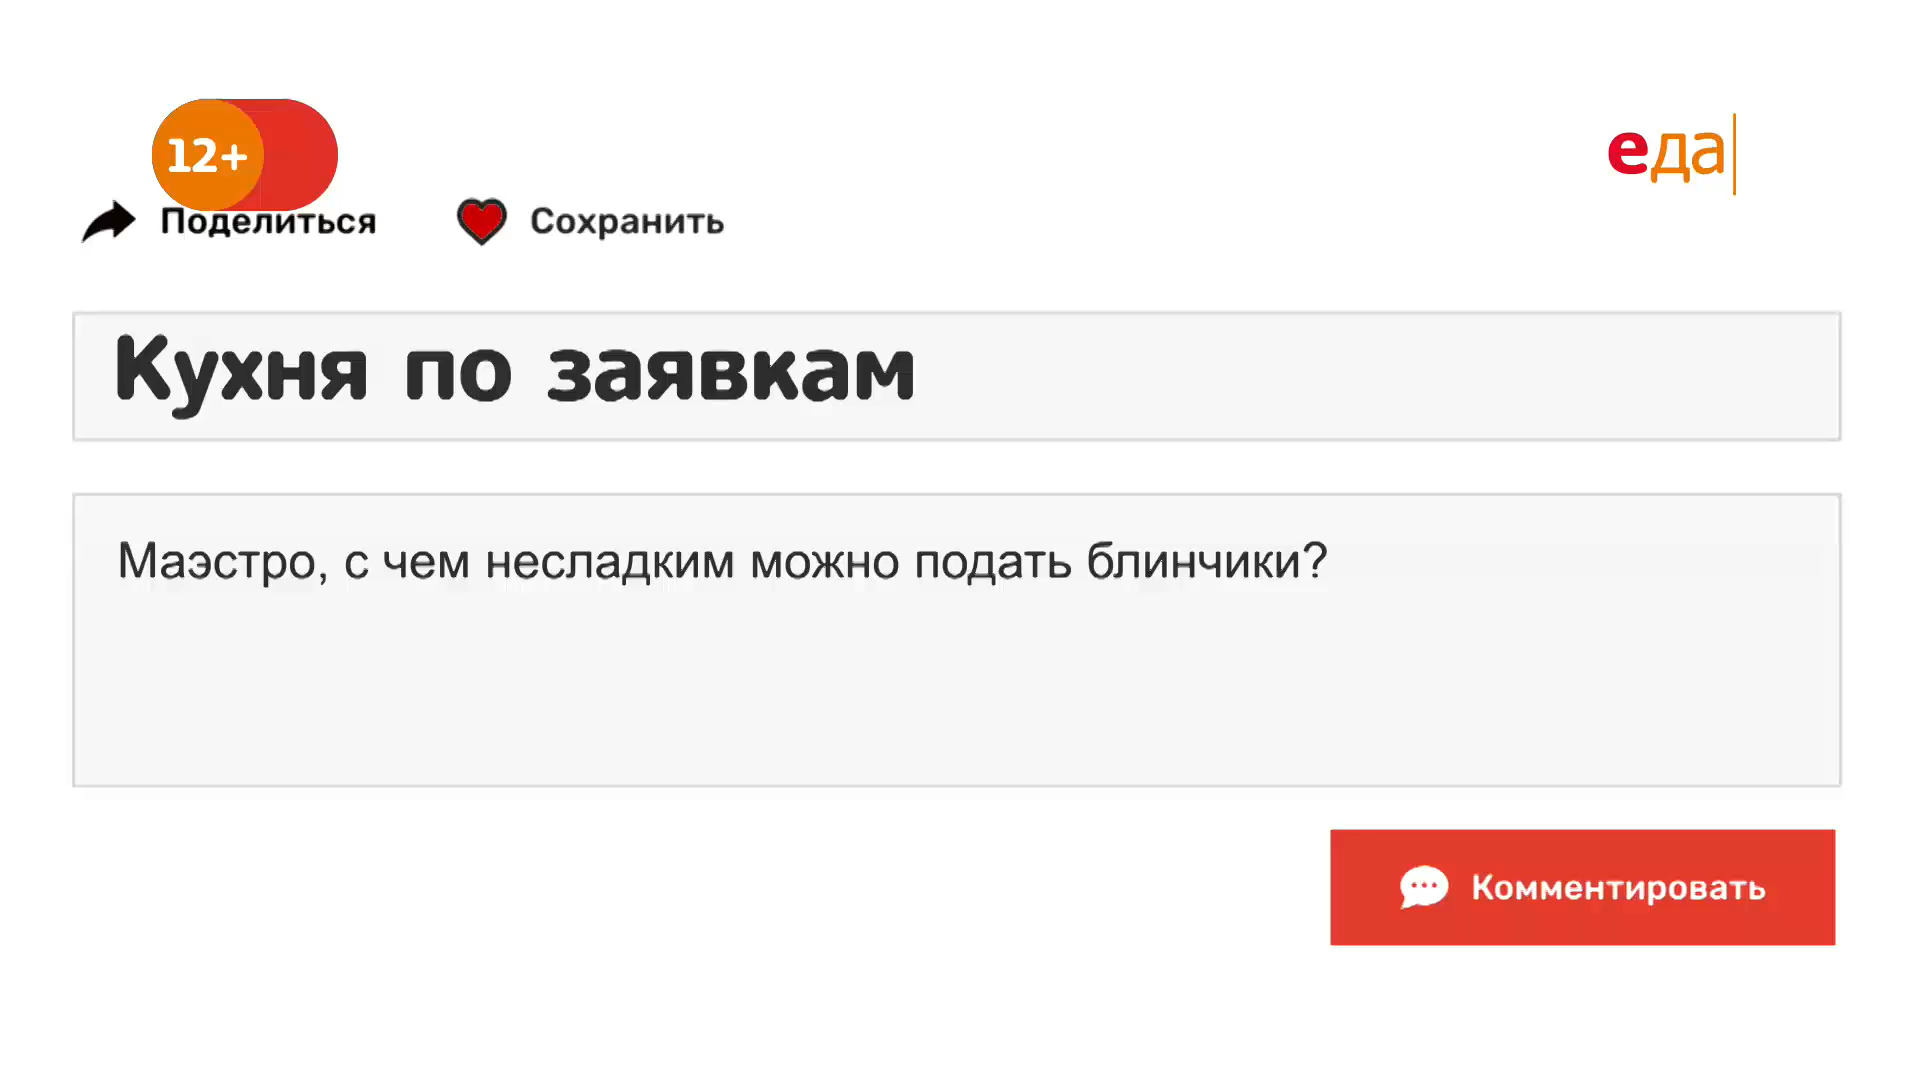 12+
еда
Поделиться
Сохранить
Кухня по заявкам
Маэстро, с чем несладким можно подать блинчики?
Комментировать